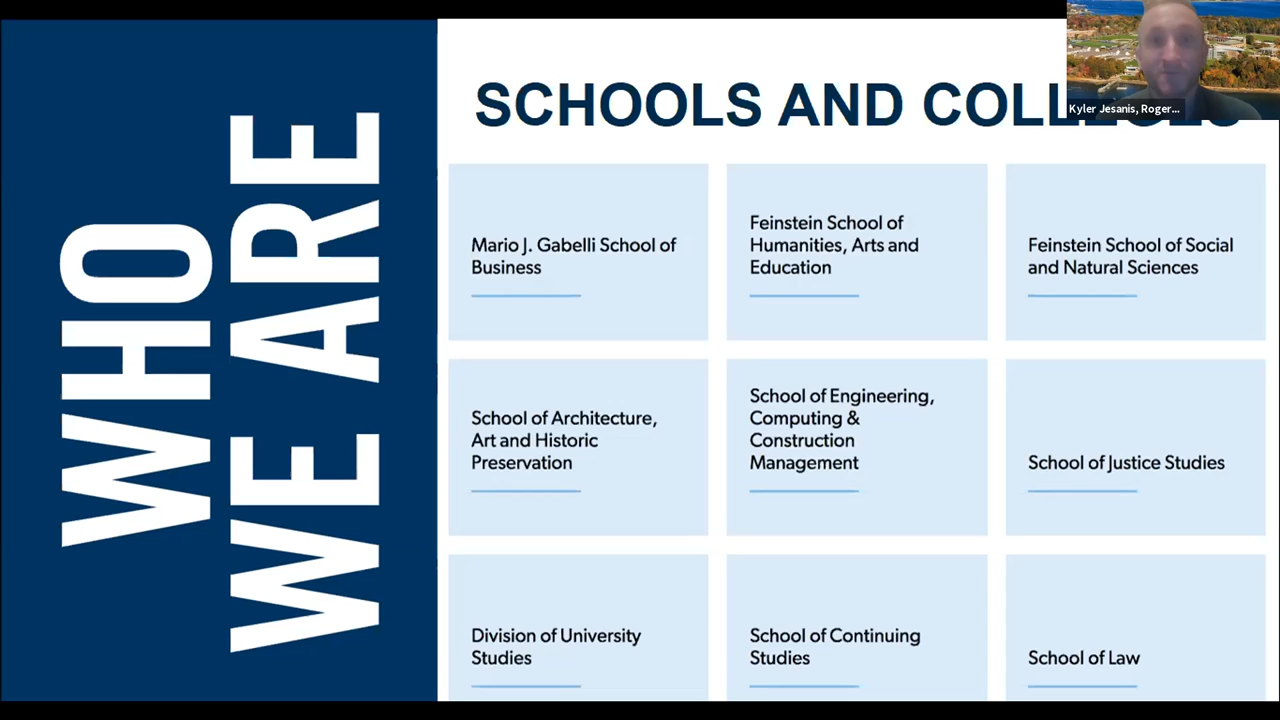 WHO
WE ARE
SCHOOLS AND COLLEGES
Kyler Jesanis, Roger...
Mario J. Gabelli School of
Business
Feinstein School of
Humanities, Arts and
Education
Feinstein School of Social
and Natural Sciences
School of Architecture,
Art and Historic
Preservation
School of Engineering,
Computing &
Construction
Management
School of Justice Studies
Division of University
Studies
School of Continuing
Studies
School of Law